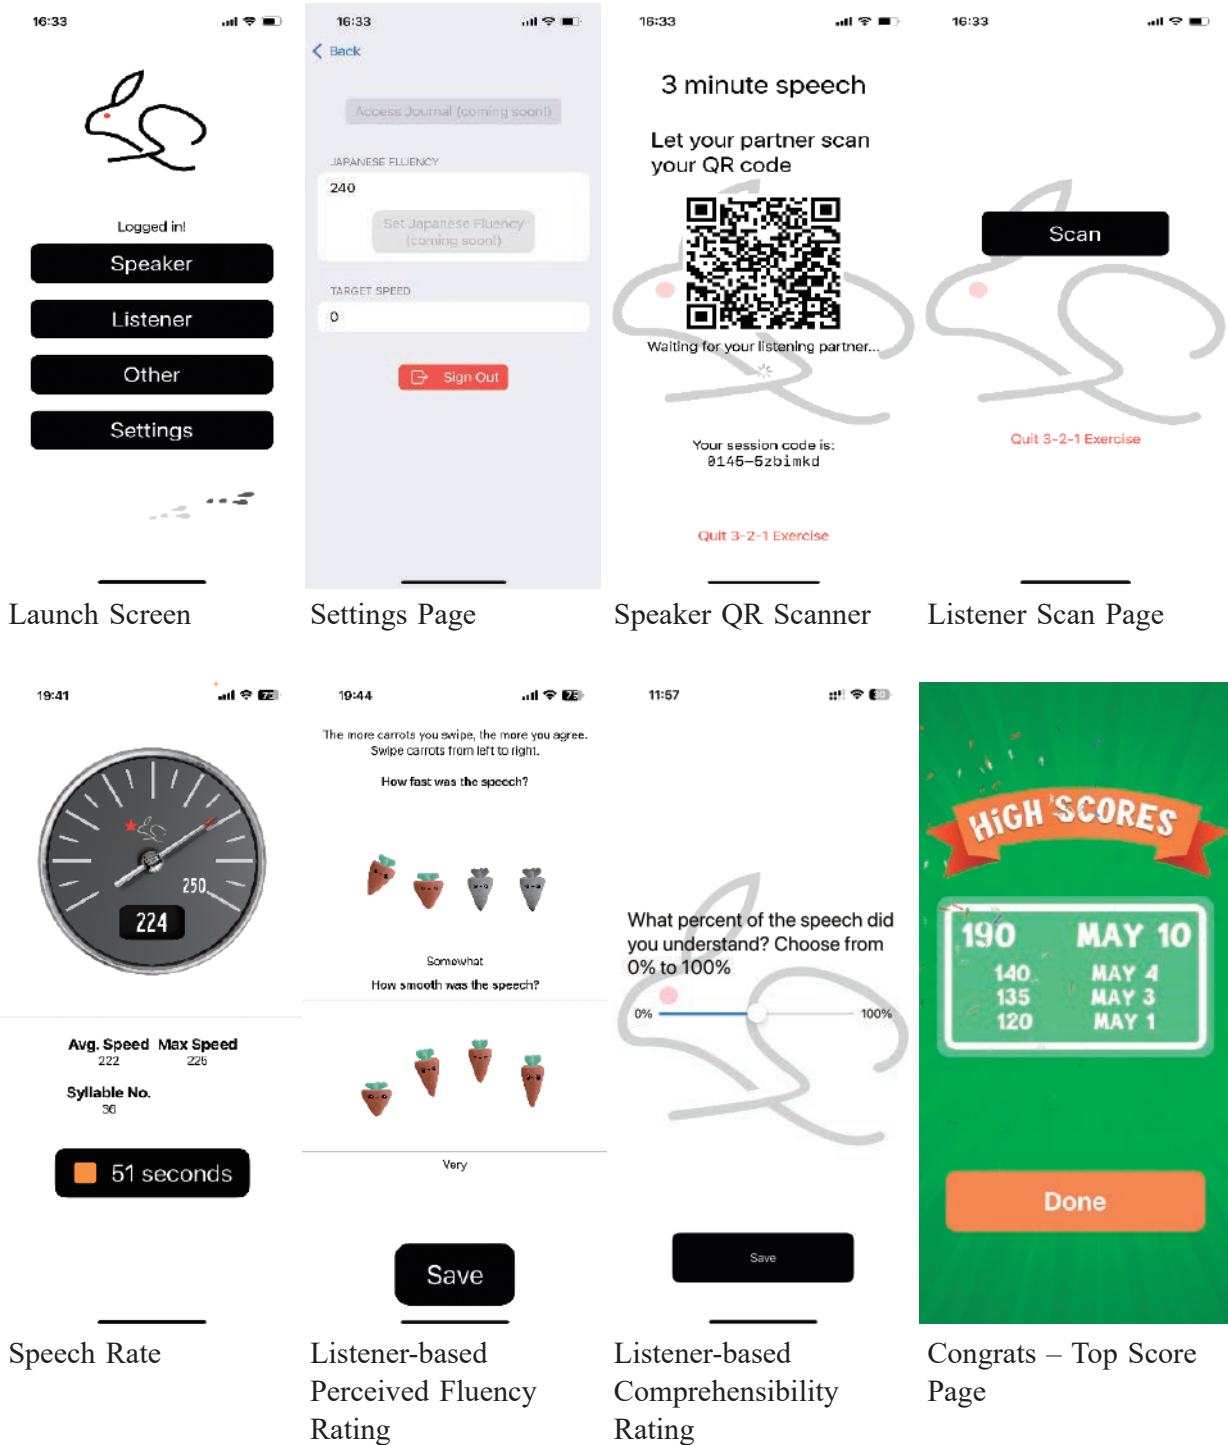 16:33
Logged in!
Speaker
Listener
Other
Settings
Launch Screen
16:33
Back
Access Journal (coming soon!)
JAPANESE FLUENCY
240
Set Japanese Fluency
(coming soon!)
TARGET SPEED
0
Sign Out
Settings Page
16:33
3 minute speech
Let your partner scan
your QR code
Waiting for your listening partner...
Your session code is:
0145-5zbimkd
Quit 3-2-1 Exercise
Speaker QR Scanner
16:33
Scan
Quit 3-2-1 Exercise
Listener Scan Page
19:41
73
250
224
Avg. Speed Max Speed
222 225
Syllable No.
36
51 seconds
Speech Rate
19:44
75
The more carrots you swipe, the more you agree.
Swipe carrots from left to right.
How fast was the speech?
Somewhat
How smooth was the speech?
Very
Save
Listener-based
Perceived Fluency
Rating
11:57
30
What percent of the speech did
you understand? Choose from
0% to 100%
0% 100%
Save
Listener-based
Comprehensibility
Rating
HIGH SCORES
190 MAY 10
140 MAY 4
135 MAY 3
120 MAY 1
Done
Congrats – Top Score
Page